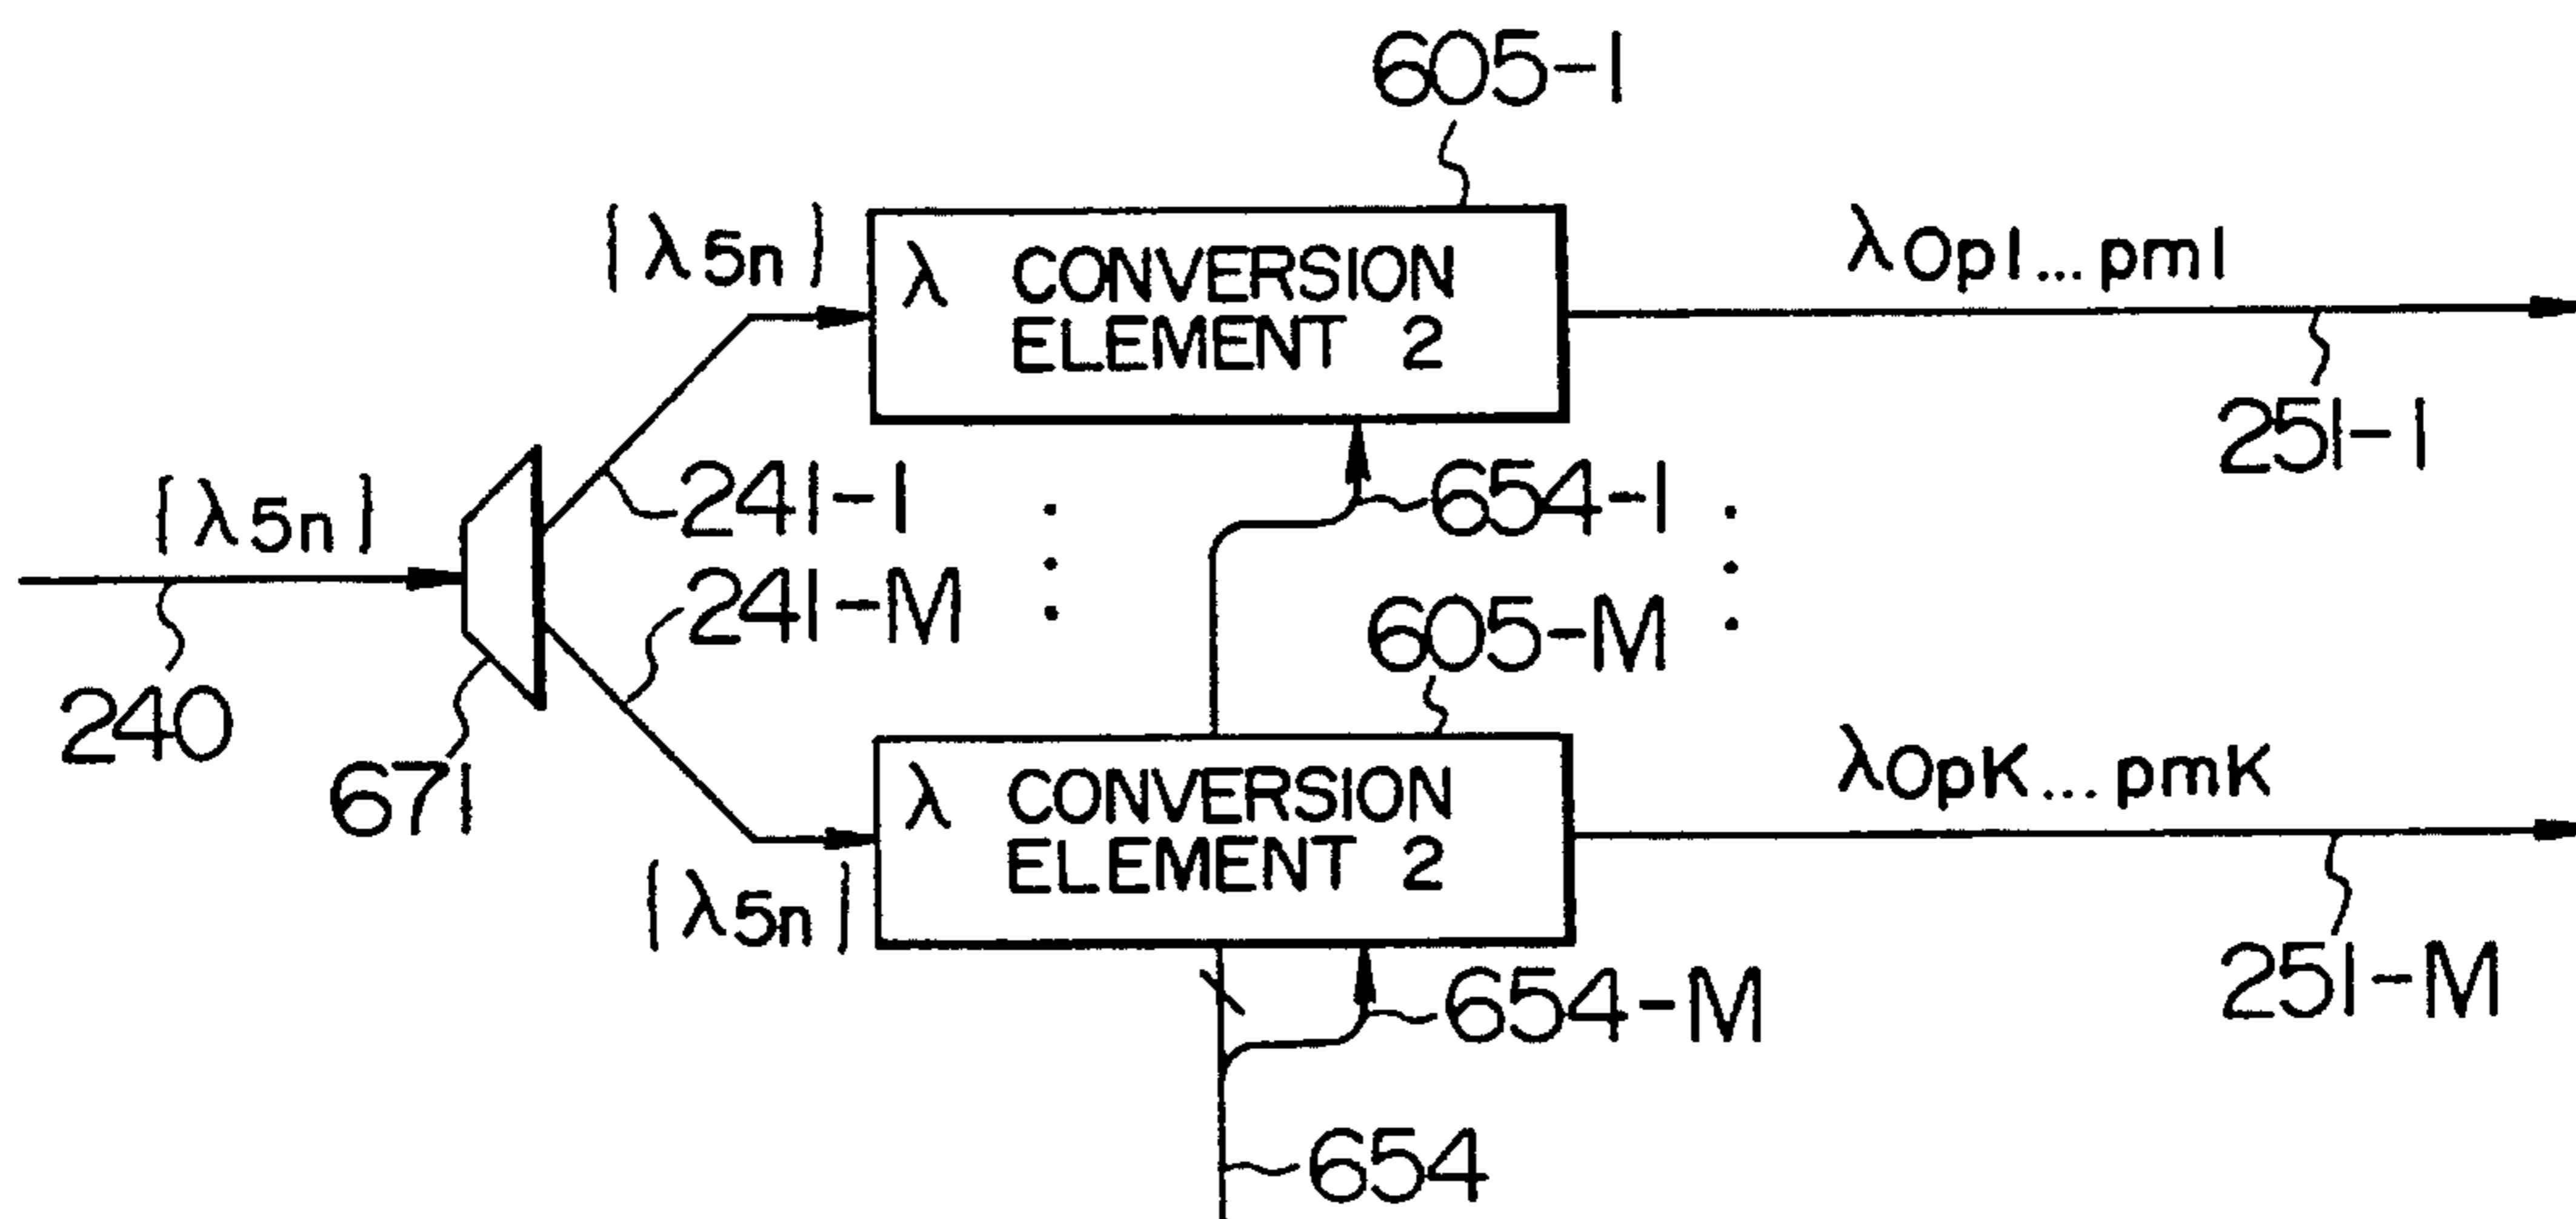 605-1
{λ5n}
λ CONVERSION
ELEMENT 2
λ0p1...pm1
251-1
{λ5n}
241-1
654-1
241-M
605-M
240
671
λ CONVERSION
ELEMENT 2
λ0pK...pmK
{λ5n}
654-M
251-M
654